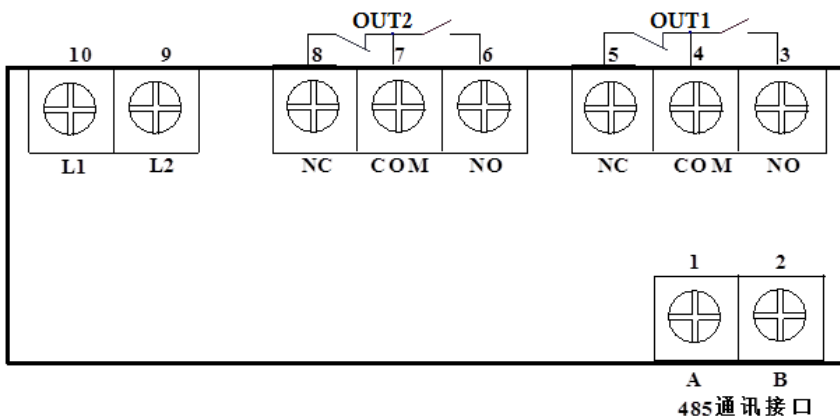 OUT2 OUT1
10 9 8 7 6 5 4 3
L1 L2 NC COM NO NC COM NO
1 2
A B
485通讯接口